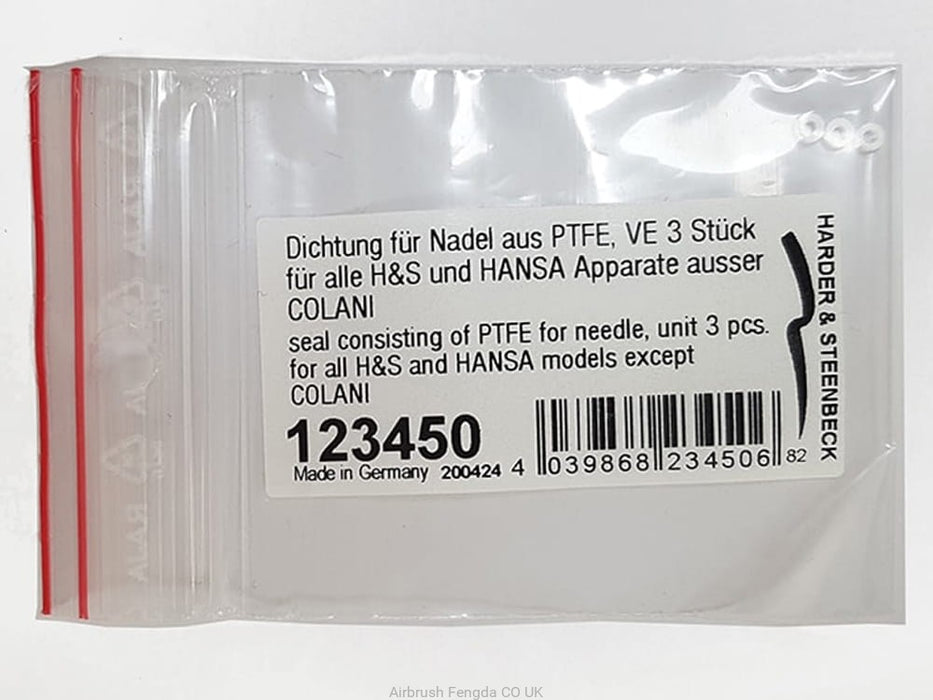 Dichtung für Nadel aus PTFE, VE 3 Stück
für alle H&S und HANSA Apparate ausser
COLANI
seal consisting of PTFE for needle, unit 3 pcs.
for all H&S and HANSA models except
COLANI
123450
Made in Germany 200424
4 039868 234506 82
HARDER & STEENBECK
Airbrush Fengda CO UK